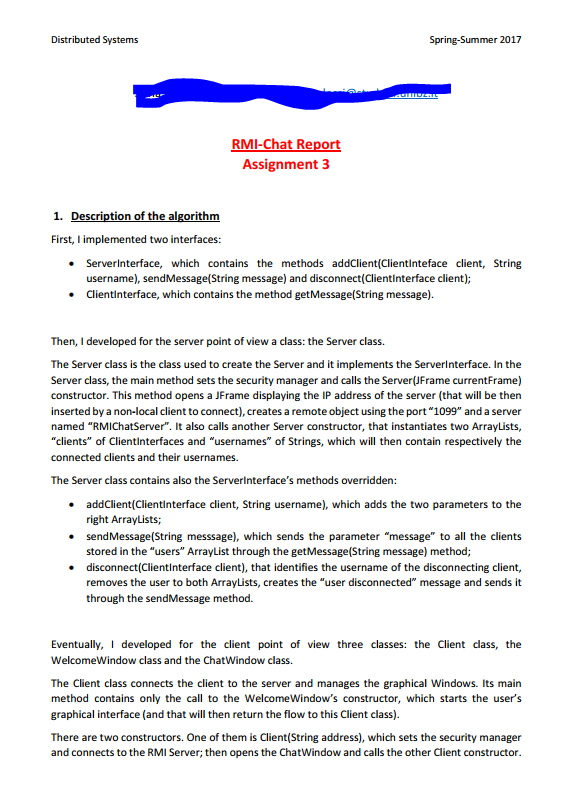 Distributed Systems Spring-Summer 2017
RMI-Chat Report
Assignment 3
1. Description of the algorithm
First, I implemented two interfaces:
• ServerInterface, which contains the methods addClient(ClientInteface client, String
username), sendMessage(String message) and disconnect(ClientInterface client);
• ClientInterface, which contains the method getMessage(String message).
Then, I developed for the server point of view a class: the Server class.
The Server class is the class used to create the Server and it implements the ServerInterface. In the
Server class, the main method sets the security manager and calls the Server(JFrame currentFrame)
constructor. This method opens a JFrame displaying the IP address of the server (that will be then
inserted by a non-local client to connect), creates a remote object using the port “1099” and a server
named “RMIChatServer”. It also calls another Server constructor, that instantiates two ArrayLists,
“clients” of ClientInterfaces and “usernames” of Strings, which will then contain respectively the
connected clients and their usernames.
The Server class contains also the ServerInterface’s methods overridden:
• addClient(ClientInterface client, String username), which adds the two parameters to the
right ArrayLists;
• sendMessage(String messsage), which sends the parameter “message” to all the clients
stored in the “users” ArrayList through the getMessage(String message) method;
• disconnect(ClientInterface client), that identifies the username of the disconnecting client,
removes the user to both ArrayLists, creates the “user disconnected” message and sends it
through the sendMessage method.
Eventually, I developed for the client point of view three classes: the Client class, the
WelcomeWindow class and the ChatWindow class.
The Client class connects the client to the server and manages the graphical Windows. Its main
method contains only the call to the WelcomeWindow’s constructor, which starts the user’s
graphical interface (and that will then return the flow to this Client class).
There are two constructors. One of them is Client(String address), which sets the security manager
and connects to the RMI Server; then opens the ChatWindow and calls the other Client constructor.